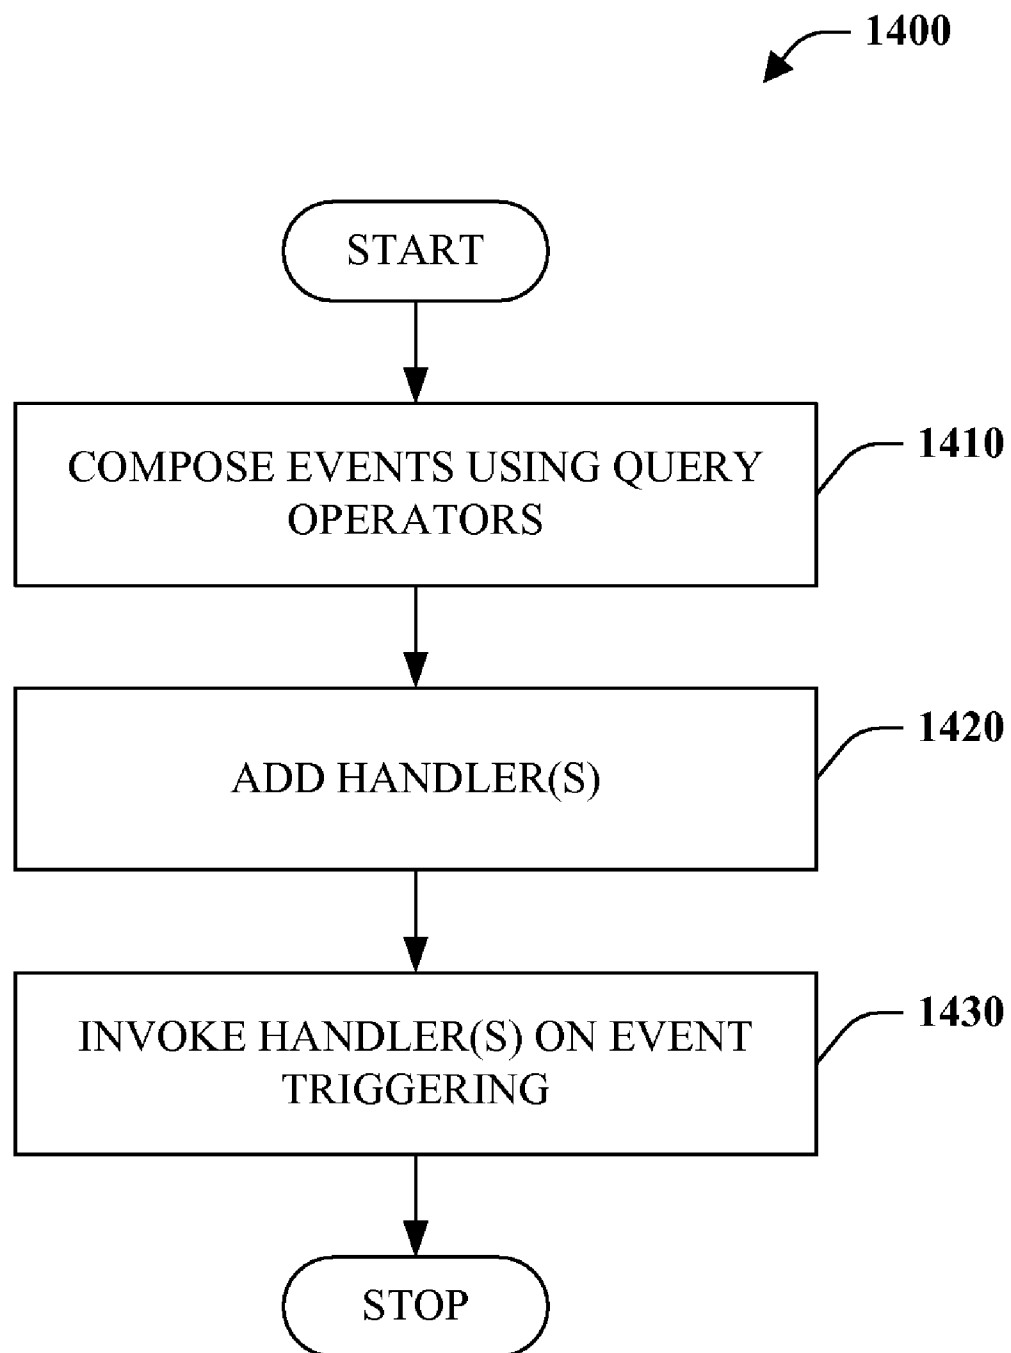 1400
START
COMPOSE EVENTS USING QUERY
OPERATORS
1410
ADD HANDLER(S)
1420
INVOKE HANDLER(S) ON EVENT
TRIGGERING
1430
STOP